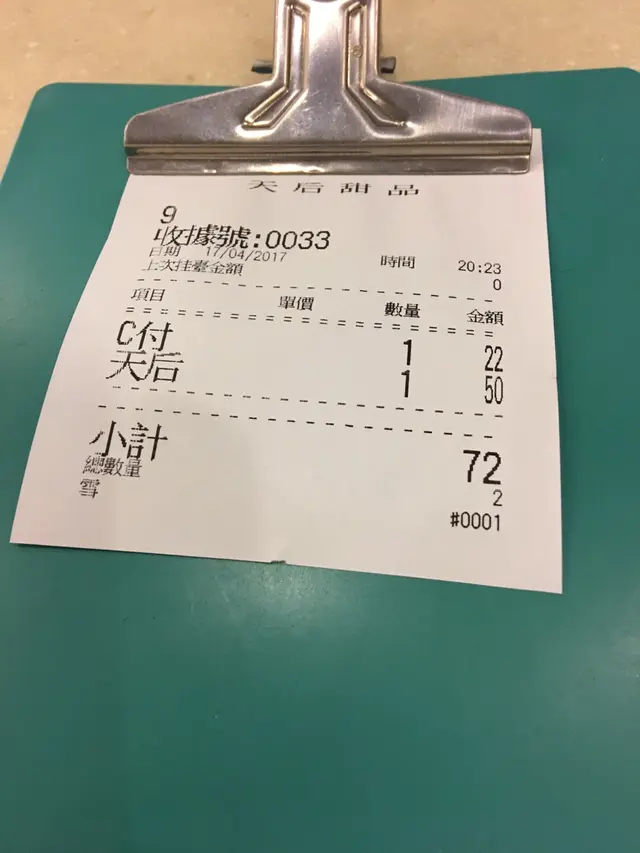 天后甜品
9
收據號:0033
日期 17/04/2017 時間 20:23
上次挂臺金額 0
項目 單價 數量 金額
C付 1 22
天后 1 50
小計 72
總數量 2
雪 #0001